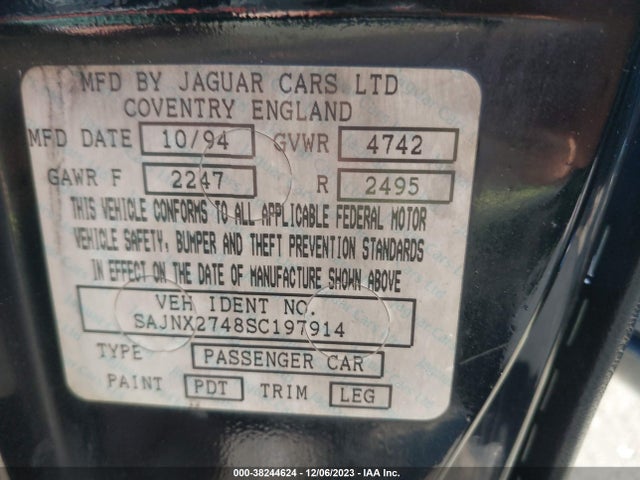 MFD BY JAGUAR CARS LTD
COVENTRY ENGLAND
MFD DATE 10/94 GVWR 4742
GAWR F 2247 R 2495
THIS VEHICLE CONFORMS TO ALL APPLICABLE FEDERAL MOTOR
VEHICLE SAFETY, BUMPER AND THEFT PREVENTION STANDARDS
IN EFFECT ON THE DATE OF MANUFACTURE SHOWN ABOVE
VEH IDENT NO.
SAJNX2748SC197914
TYPE PASSENGER CAR
PAINT PDT TRIM LEG
000-38244624 | 12/06/2023 | IAA Inc.